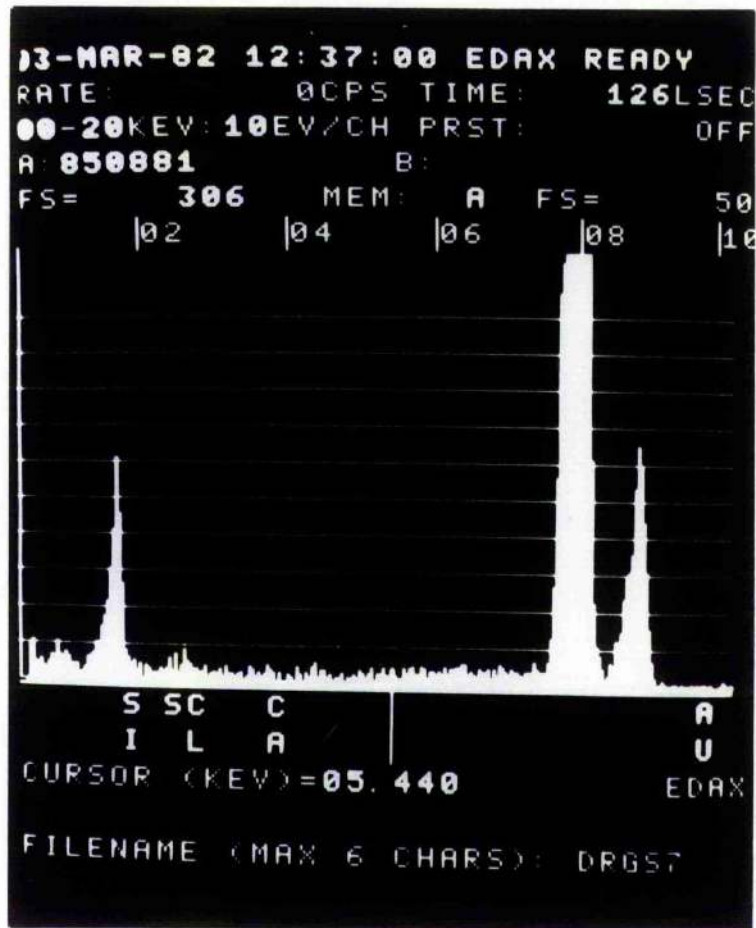 03-MAR-82 12:37:00 EDAX READY
RATE: 0CPS TIME: 126LSEC
00-20KEV:10EV/CH PRST: OFF
A:850881 B:
FS= 306 MEM: A FS= 50
|02 |04 |06 |08 |10
S SC C A
I L A U
CURSOR (KEV)=05.440 EDAX
FILENAME (MAX 6 CHARS): DRGS7